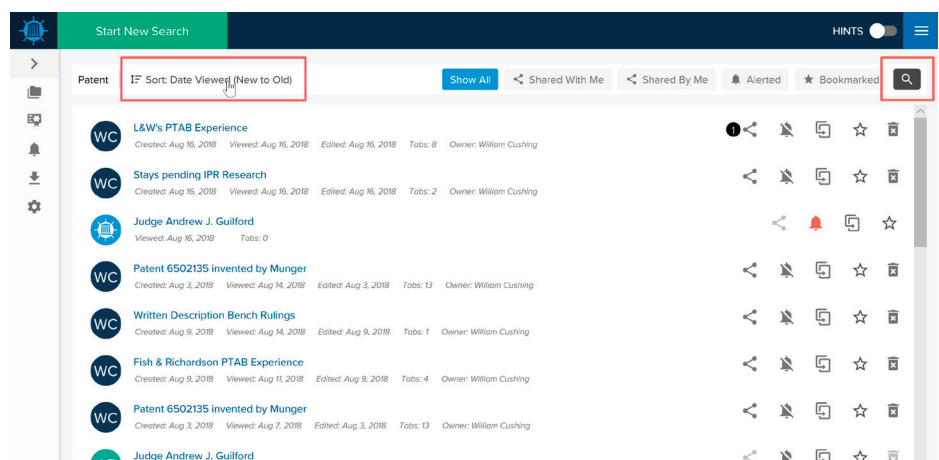 Start New Search
HINTS
Patent
Sort: Date Viewed (New to Old)
Show All
Shared With Me
Shared By Me
Alerted
Bookmarked
WC
L&W's PTAB Experience
Created: Aug 16, 2018 Viewed: Aug 16, 2018 Edited: Aug 16, 2018 Tabs: 8 Owner: William Cushing
1
WC
Stays pending IPR Research
Created: Aug 16, 2018 Viewed: Aug 16, 2018 Edited: Aug 16, 2018 Tabs: 2 Owner: William Cushing
Judge Andrew J. Guilford
Viewed: Aug 16, 2018 Tabs: 0
WC
Patent 6502135 invented by Munger
Created: Aug 3, 2018 Viewed: Aug 14, 2018 Edited: Aug 3, 2018 Tabs: 13 Owner: William Cushing
WC
Written Description Bench Rulings
Created: Aug 9, 2018 Viewed: Aug 14, 2018 Edited: Aug 9, 2018 Tabs: 1 Owner: William Cushing
WC
Fish & Richardson PTAB Experience
Created: Aug 9, 2018 Viewed: Aug 11, 2018 Edited: Aug 9, 2018 Tabs: 4 Owner: William Cushing
WC
Patent 6502135 invented by Munger
Created: Aug 3, 2018 Viewed: Aug 7, 2018 Edited: Aug 3, 2018 Tabs: 13 Owner: William Cushing
Judge Andrew J. Guilford